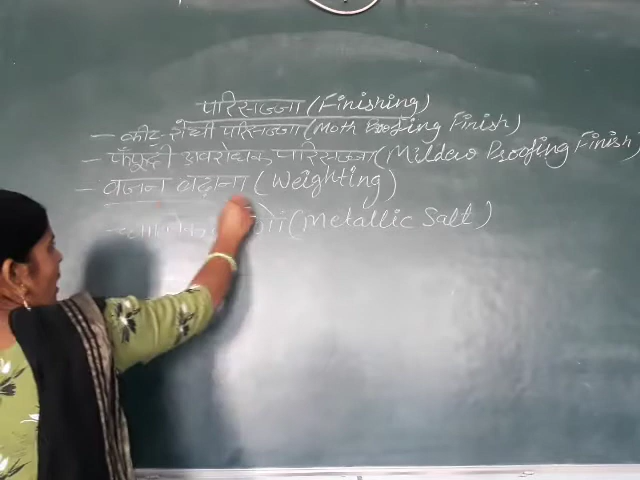 परिसज्जा (Finishing)
- कीट-रोधी परिसज्जा (Moth Proofing Finish)
- फँफूदी अवरोधक परिसज्जा (Mildew Proofing Finish)
- वजन बढ़ाना (Weighting)
(Metallic Salt)